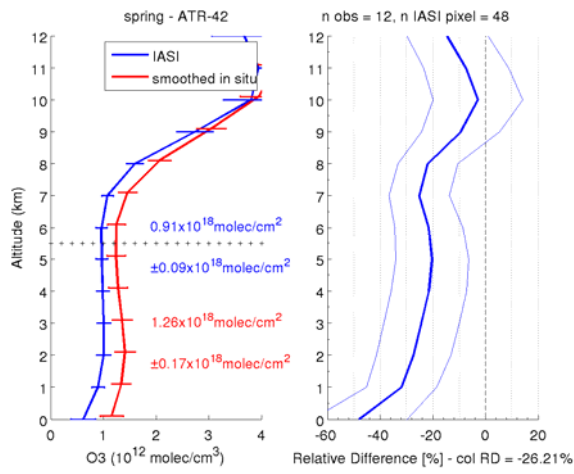 spring - ATR-42
n obs = 12, n IASI pixel = 48
12
11
10
9
8
7
6
5
4
3
2
1
0
Altitude (km)
IASI
smoothed in situ
0.91x10^18molec/cm^2
±0.09x10^18molec/cm^2
1.26x10^18molec/cm^2
±0.17x10^18molec/cm^2
0 1 2 3 4
O3 (10^12 molec/cm^3)
12
11
10
9
8
7
6
5
4
3
2
1
0
-60 -40 -20 0 20
Relative Difference [%] - col RD = -26.21%